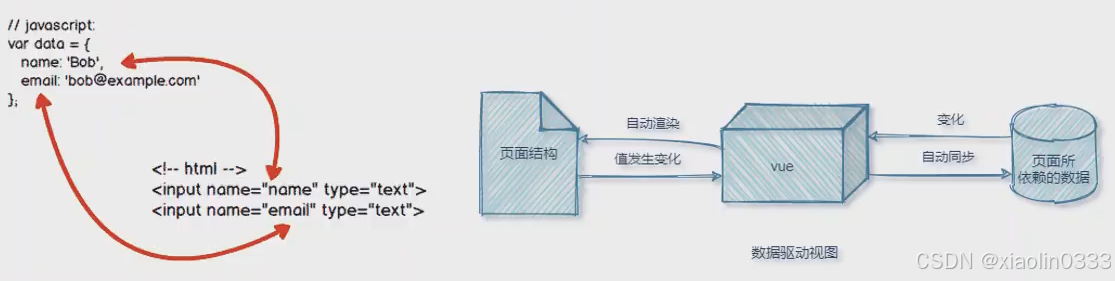 // javascript:
var data = {
name: 'Bob',
email: 'bob@example.com'
};
<!-- html -->
<input name="name" type="text">
<input name="email" type="text">
页面结构
自动渲染
值发生变化
vue
变化
自动同步
页面所
依赖的数据
数据驱动视图
CSDN @xiaolin0333